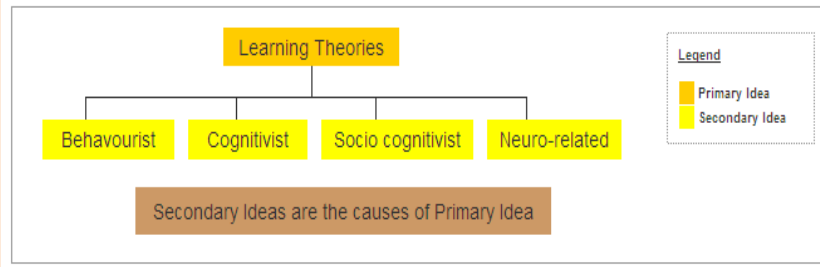 Learning Theories
Legend
Primary Idea
Secondary Idea
Behavourist
Cognitivist
Socio cognitivist
Neuro-related
Secondary Ideas are the causes of Primary Idea